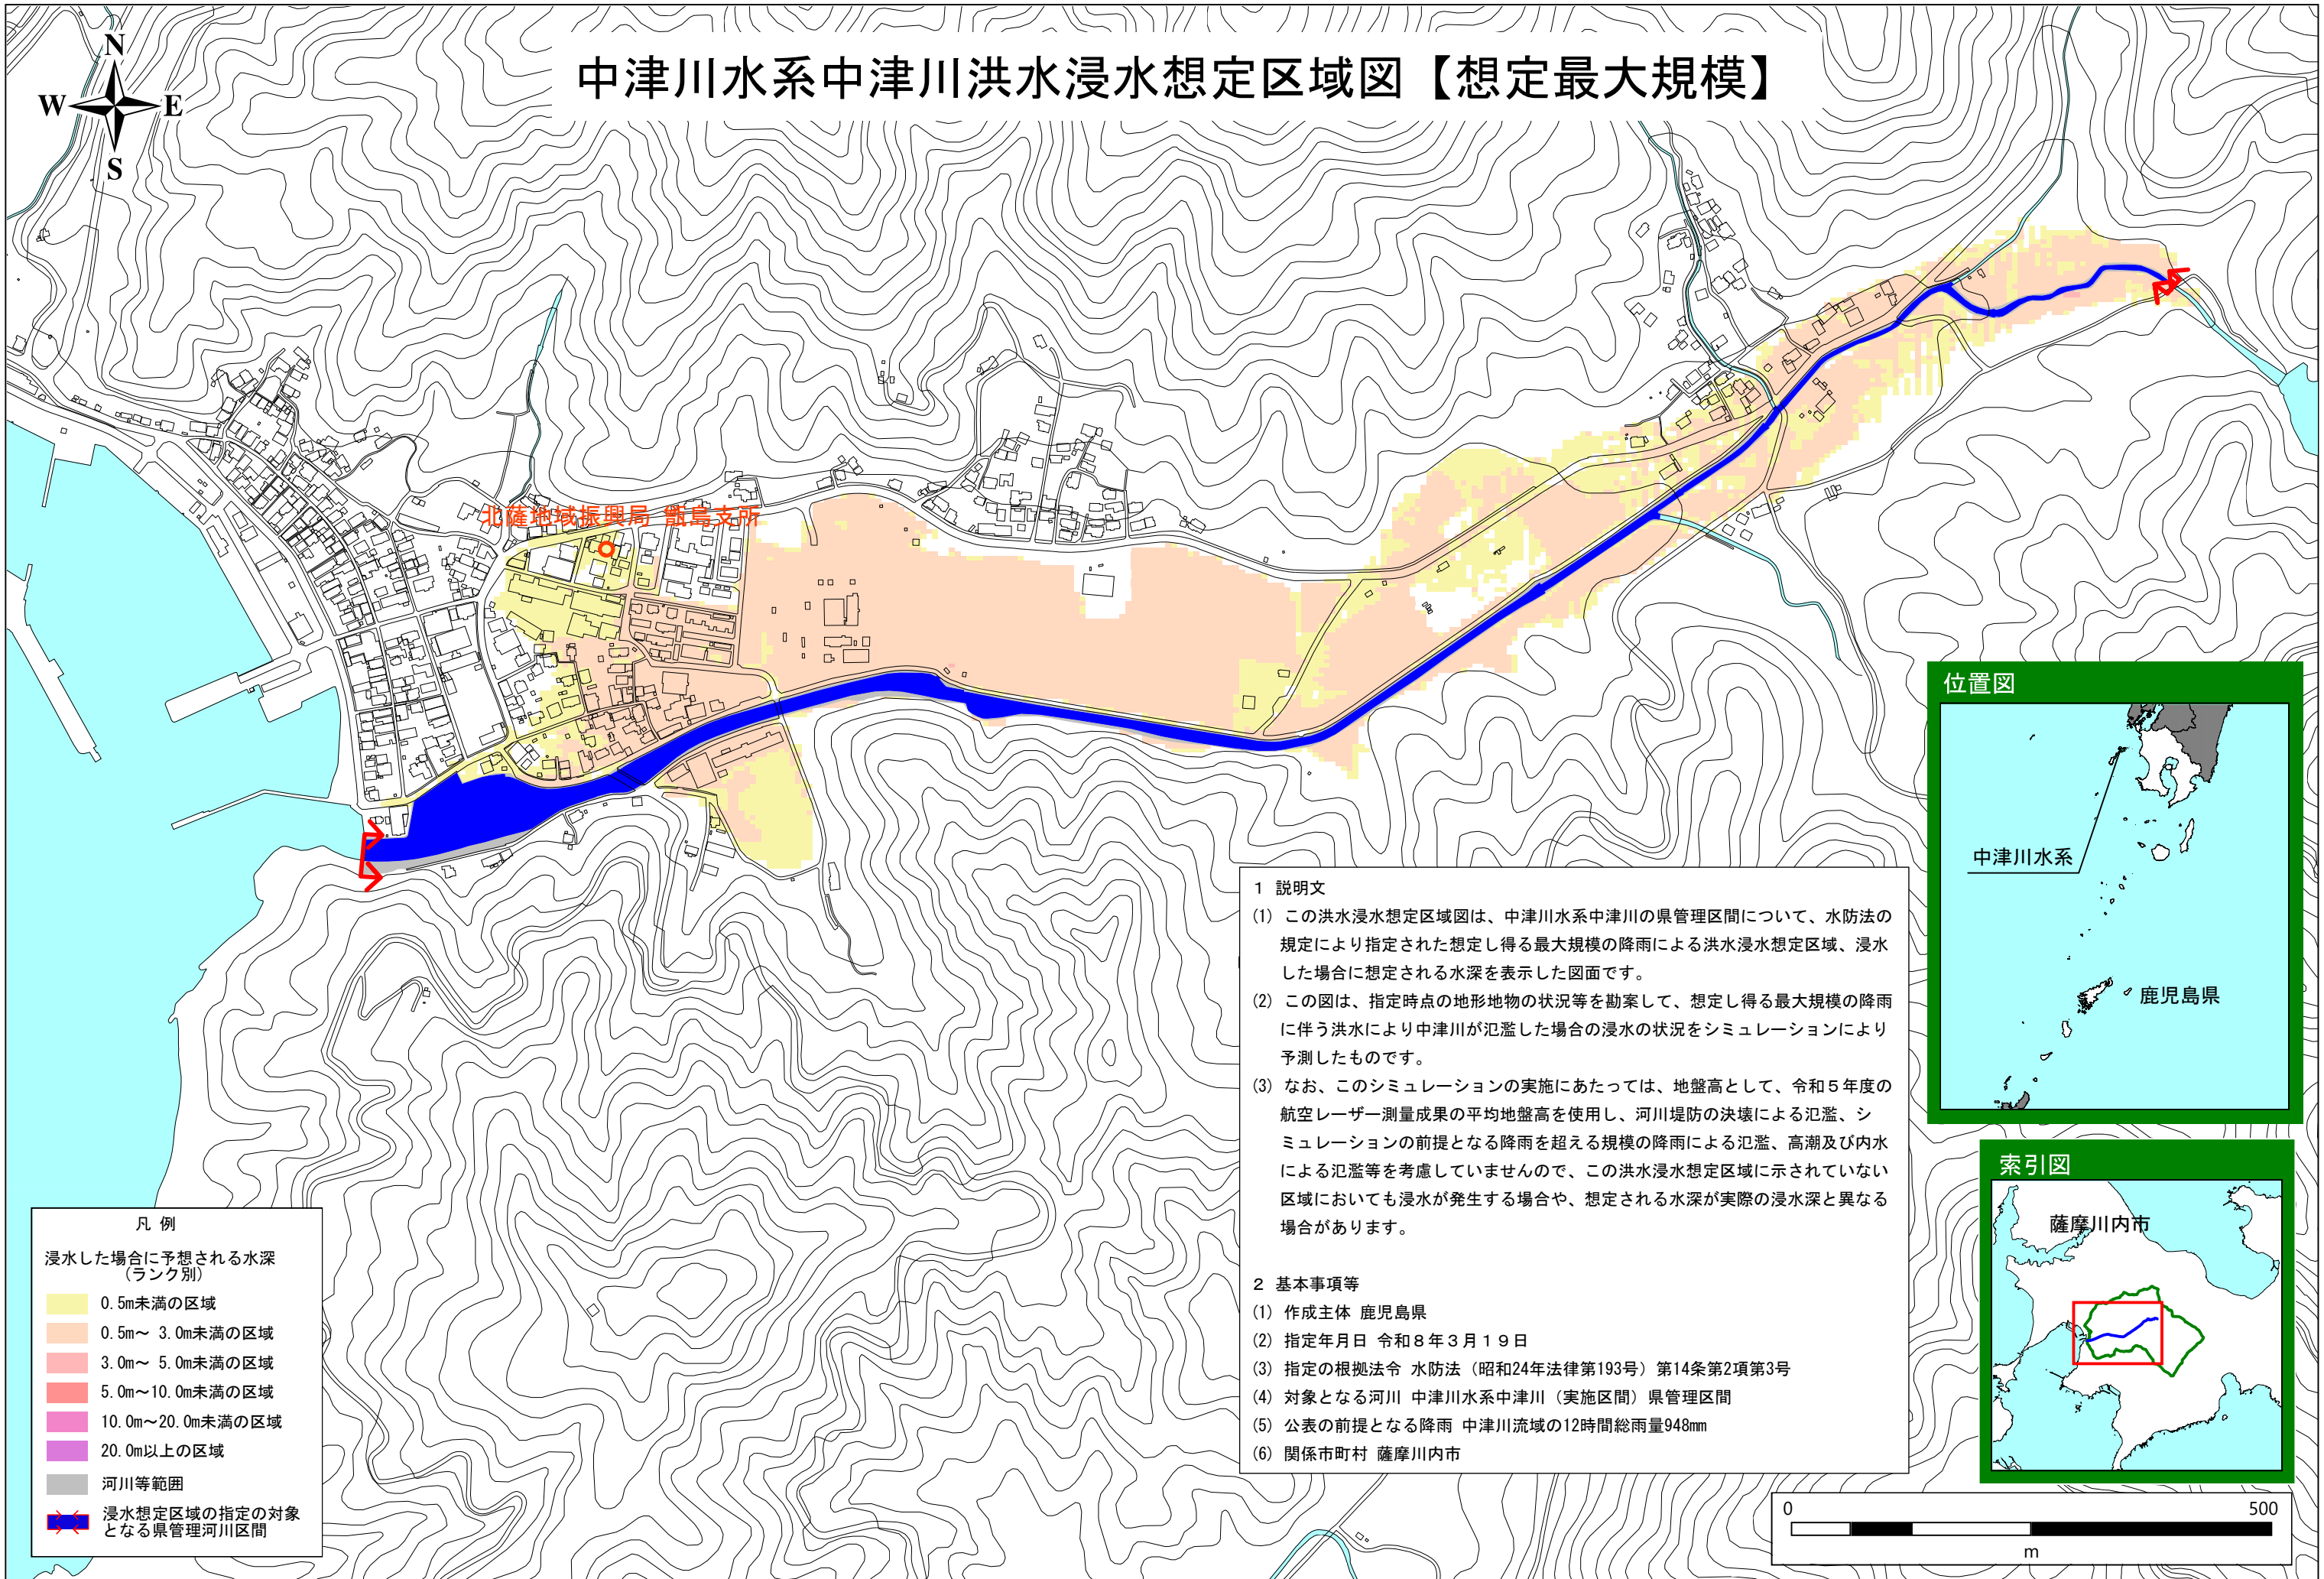 中津川水系中津川洪水浸水想定区域図【想定最大規模】
N
W E
S
北薩地域振興局 甑島支所
位置図
中津川水系
鹿児島県
索引図
薩摩川内市
1 説明文
(1) この洪水浸水想定区域図は、中津川水系中津川の県管理区間について、水防法の
規定により指定された想定し得る最大規模の降雨による洪水浸水想定区域、浸水
した場合に想定される水深を表示した図面です。
(2) この図は、指定時点の地形地物の状況等を勘案して、想定し得る最大規模の降雨
に伴う洪水により中津川が氾濫した場合の浸水の状況をシミュレーションにより
予測したものです。
(3) なお、このシミュレーションの実施にあたっては、地盤高として、令和５年度の
航空レーザー測量成果の平均地盤高を使用し、河川堤防の決壊による氾濫、シ
ミュレーションの前提となる降雨を超える規模の降雨による氾濫、高潮及び内水
による氾濫等を考慮していませんので、この洪水浸水想定区域に示されていない
区域においても浸水が発生する場合や、想定される水深が実際の浸水深と異なる
場合があります。
2 基本事項等
(1) 作成主体 鹿児島県
(2) 指定年月日 令和８年３月１９日
(3) 指定の根拠法令 水防法（昭和24年法律第193号）第14条第2項第3号
(4) 対象となる河川 中津川水系中津川（実施区間）県管理区間
(5) 公表の前提となる降雨 中津川流域の12時間総雨量948mm
(6) 関係市町村 薩摩川内市
凡 例
浸水した場合に予想される水深
(ランク別)
0.5m未満の区域
0.5m～ 3.0m未満の区域
3.0m～ 5.0m未満の区域
5.0m～10.0m未満の区域
10.0m～20.0m未満の区域
20.0m以上の区域
河川等範囲
浸水想定区域の指定の対象
となる県管理河川区間
0 500
m